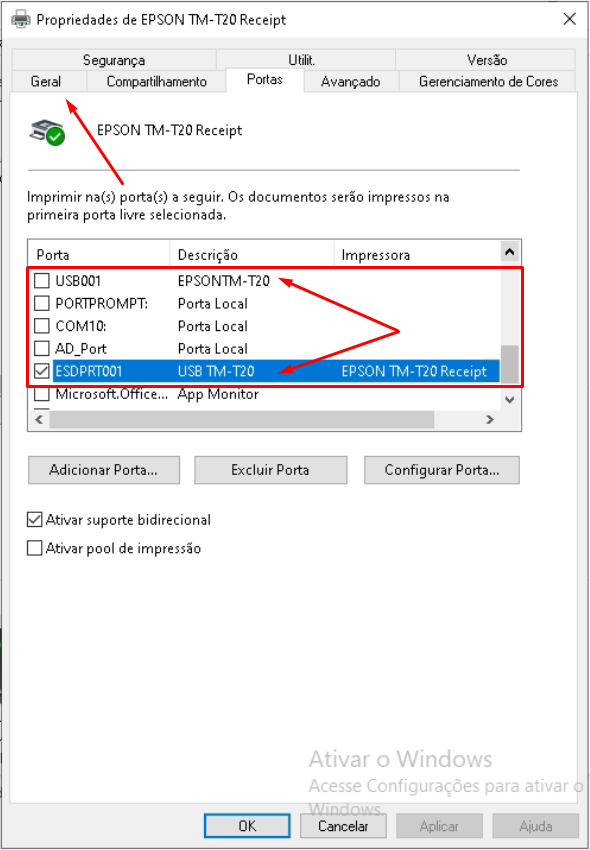 Propriedades de EPSON TM-T20 Receipt
Segurança Utilit. Versão
Geral Compartilhamento Portas Avançado Gerenciamento de Cores
EPSON TM-T20 Receipt
Imprimir na(s) porta(s) a seguir. Os documentos serão impressos na
primeira porta livre selecionada.
Porta Descrição Impressora
USB001 EPSONTM-T20
PORTPROMPT: Porta Local
COM10: Porta Local
AD_Port Porta Local
ESDPRT001 USB TM-T20 EPSON TM-T20 Receipt
Microsoft.Office... App Monitor
Adicionar Porta... Excluir Porta Configurar Porta...
Ativar suporte bidirecional
Ativar pool de impressão
Ativar o Windows
Acesse Configurações para ativar o
Windows.
OK Cancelar Aplicar Ajuda